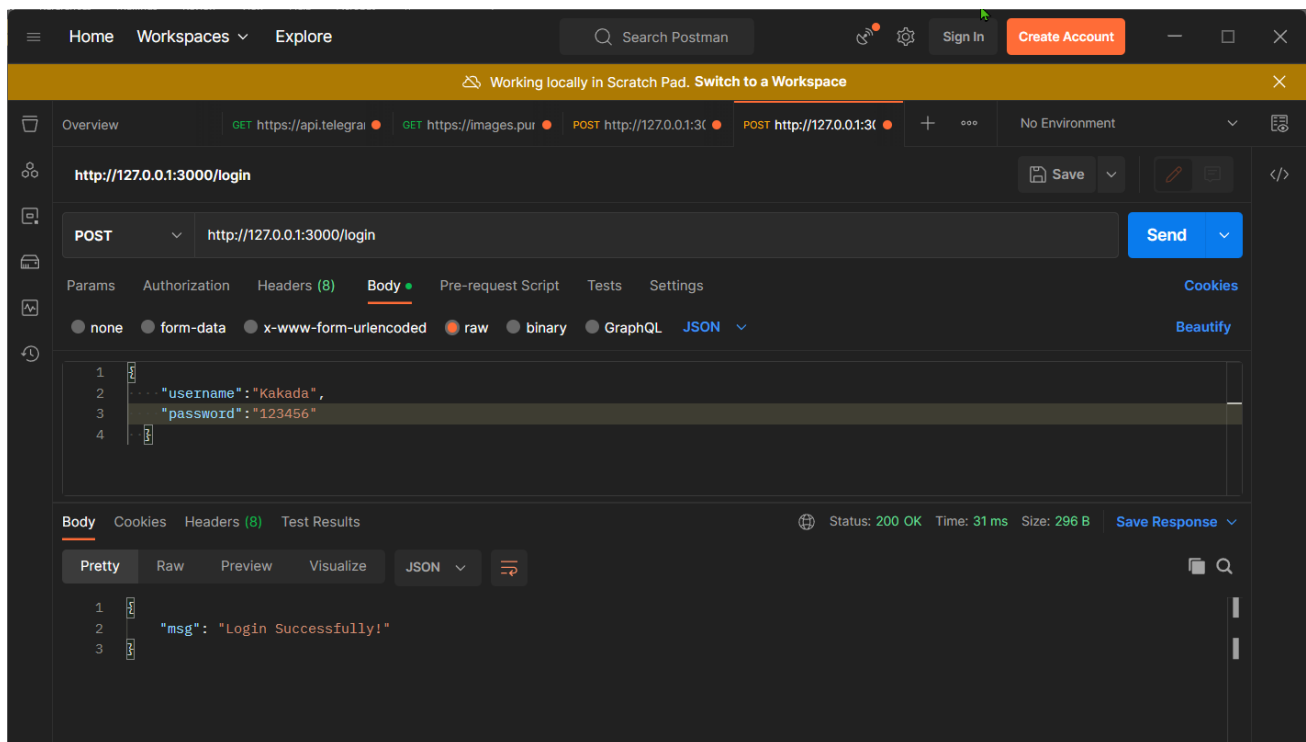 Home Workspaces Explore Search Postman Sign In Create Account
Working locally in Scratch Pad. Switch to a Workspace
Overview GET https://api.telegrar GET https://images.pur POST http://127.0.0.1:3( POST http://127.0.0.1:3( No Environment
http://127.0.0.1:3000/login Save
POST http://127.0.0.1:3000/login Send
Params Authorization Headers (8) Body Pre-request Script Tests Settings Cookies
none form-data x-www-form-urlencoded raw binary GraphQL JSON Beautify
1 {
2 "username":"Kakada",
3 "password":"123456"
4 }
Body Cookies Headers (8) Test Results Status: 200 OK Time: 31 ms Size: 296 B Save Response
Pretty Raw Preview Visualize JSON
1 {
2 "msg": "Login Successfully!"
3 }